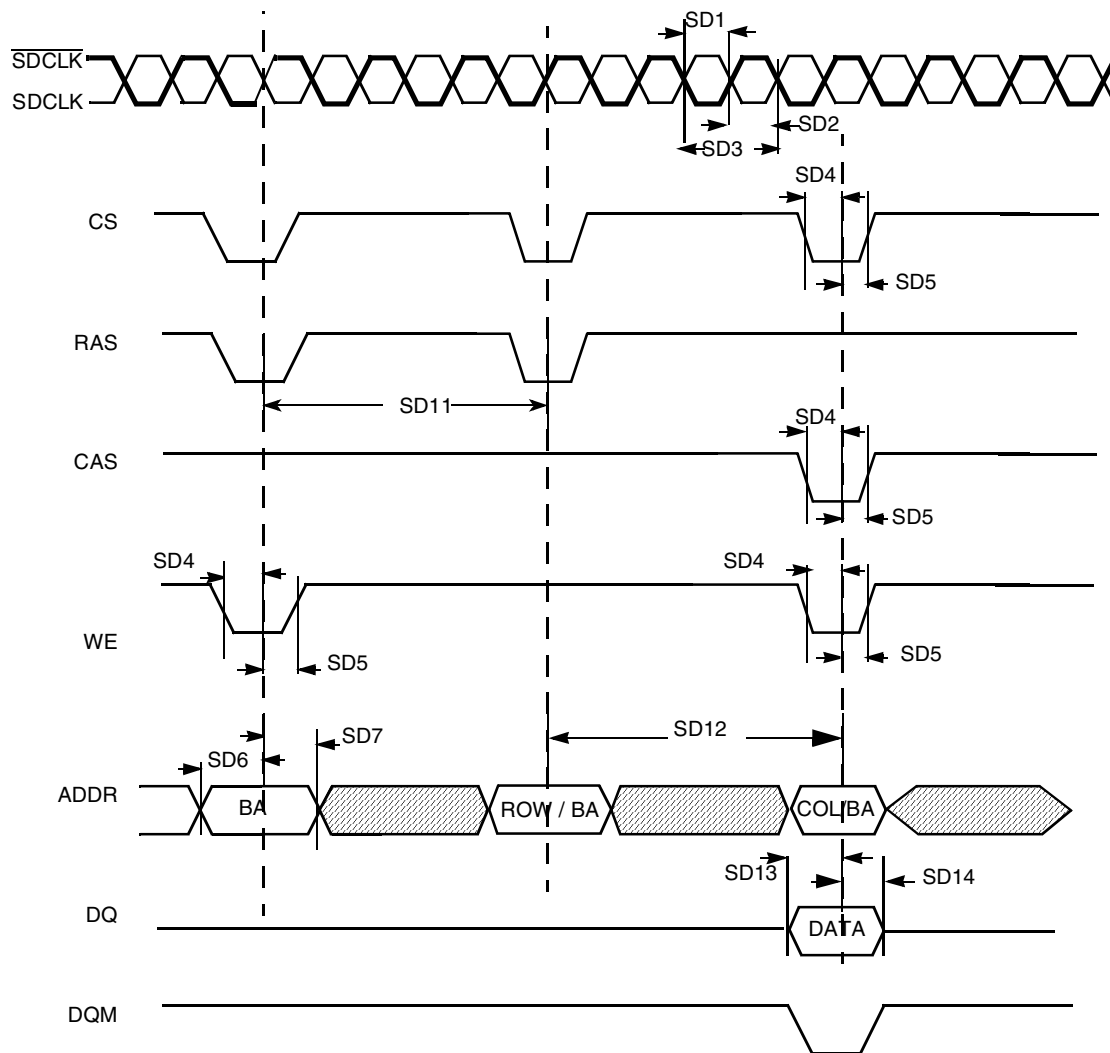 SD1
SDCLK
SDCLK
SD2
SD3
SD4
CS
SD5
RAS
SD11
SD4
CAS
SD5
SD4
SD4
WE
SD5
SD5
SD12
SD7
SD6
ADDR
BA
ROW / BA
COL/BA
SD13
SD14
DQ
DATA
DQM